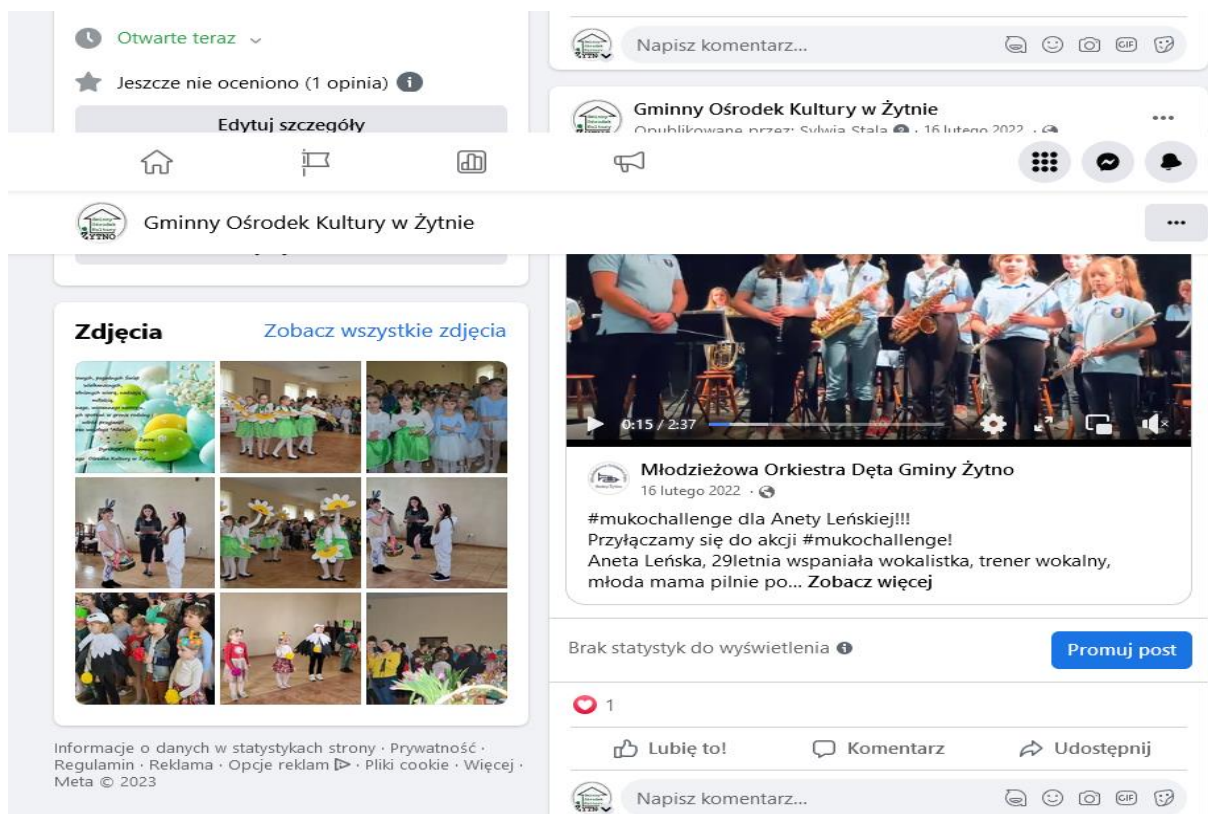 Otwarte teraz
Jeszcze nie oceniono (1 opinia)
Edytuj szczegóły
Napisz komentarz...
GIF
Gminny Ośrodek Kultury w Żytnie
Opublikowane przez: Sylwia Stala · 16 lutego 2022 ·
Gminny Ośrodek Kultury w Żytnie
Zdjęcia
Zobacz wszystkie zdjęcia
0:15 / 2:37
Młodzieżowa Orkiestra Dęta Gminy Żytno
16 lutego 2022 ·
#mukochallenge dla Anety Leńskiej!!!
Przyłączamy się do akcji #mukochallenge!
Aneta Leńska, 29letnia wspaniała wokalistka, trener wokalny,
młoda mama pilnie po... Zobacz więcej
Brak statystyk do wyświetlenia
Promuj post
1
Lubię to!
Komentarz
Udostępnij
Napisz komentarz...
GIF
Informacje o danych w statystykach strony · Prywatność ·
Regulamin · Reklama · Opcje reklam · Pliki cookie · Więcej ·
Meta © 2023